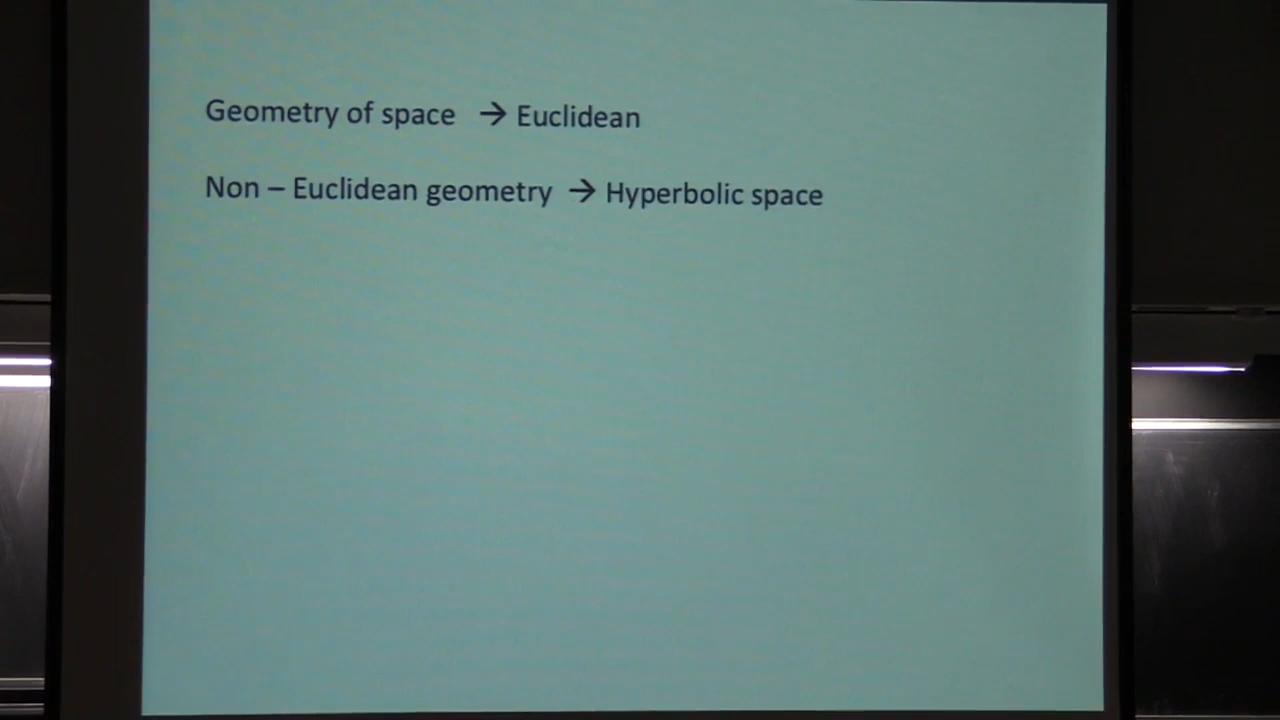 Geometry of space → Euclidean
Non – Euclidean geometry → Hyperbolic space